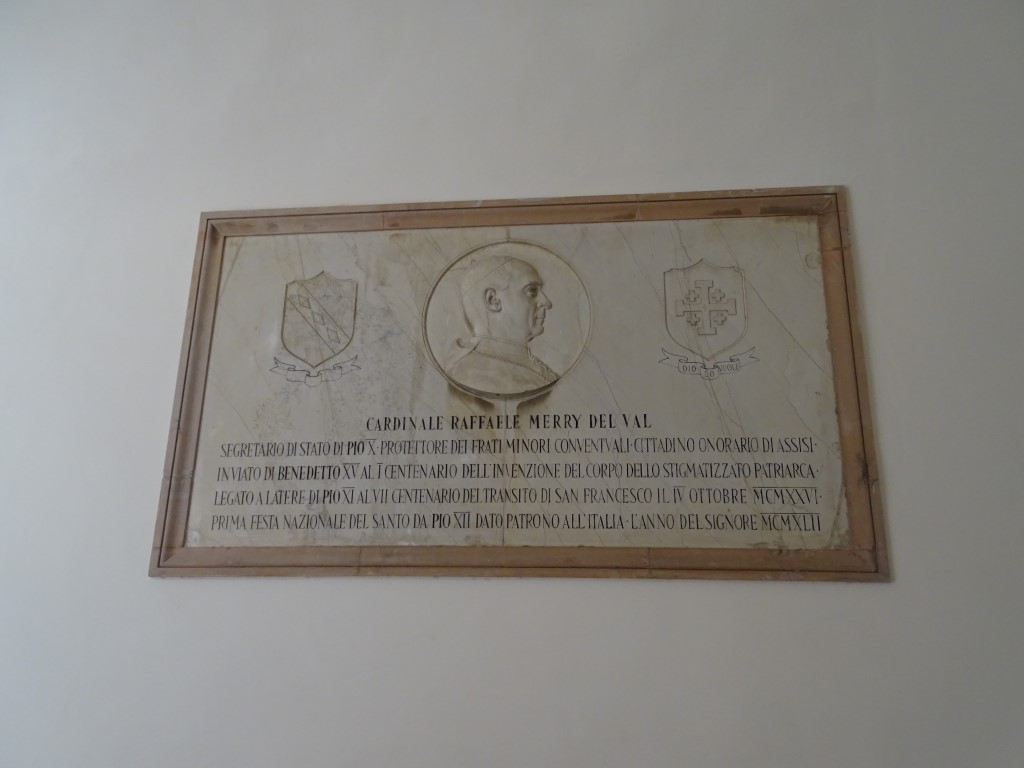 DIO LO VUOLE
CARDINALE RAFFAELE MERRY DEL VAL
SEGRETARIO DI STATO DI PIO X · PROTETTORE DEI FRATI MINORI CONVENTUALI · CITTADINO ONORARIO DI ASSISI ·
INVIATO DI BENEDETTO XV AL I CENTENARIO DELL'INVENZIONE DEL CORPO DELLO STIGMATIZZATO PATRIARCA ·
LEGATO A LATERE DI PIO XI AL VII CENTENARIO DEL TRANSITO DI SAN FRANCESCO IL IV OTTOBRE MCMXXVI ·
PRIMA FESTA NAZIONALE DEL SANTO DA PIO XII DATO PATRONO ALL'ITALIA · L'ANNO DEL SIGNORE MCMXLII